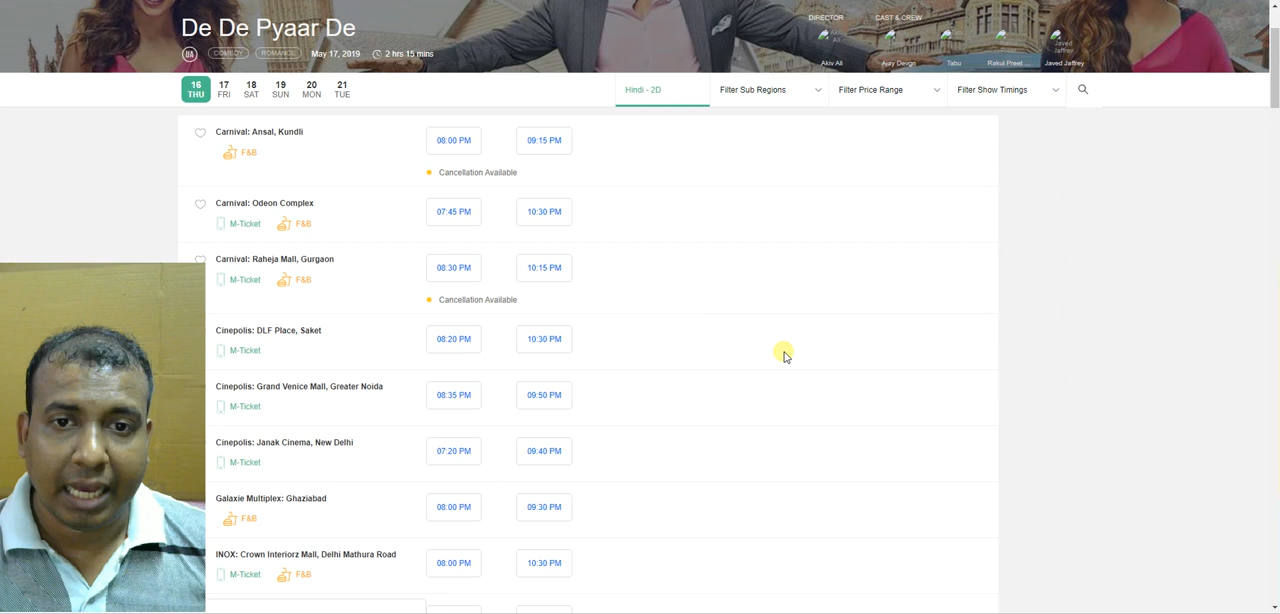 De De Pyaar De
DIRECTOR CAST & CREW
UA COMEDY ROMANCE May 17, 2019 2 hrs 15 mins
Akiv Ali
Ajay Devgn
Javed Jaffrey
Akiv Ali Ajay Devgn Tabu Rakul Preet ... Javed Jaffrey
16 THU 17 FRI 18 SAT 19 SUN 20 MON 21 TUE
Hindi - 2D Filter Sub Regions Filter Price Range Filter Show Timings
Carnival: Ansal, Kundli 08:00 PM 09:15 PM
F&B
Cancellation Available
Carnival: Odeon Complex 07:45 PM 10:30 PM
M-Ticket F&B
Carnival: Raheja Mall, Gurgaon 08:30 PM 10:15 PM
M-Ticket F&B
Cancellation Available
Cinepolis: DLF Place, Saket 08:20 PM 10:30 PM
M-Ticket
Cinepolis: Grand Venice Mall, Greater Noida 08:35 PM 09:50 PM
M-Ticket
Cinepolis: Janak Cinema, New Delhi 07:20 PM 09:40 PM
M-Ticket
Galaxie Multiplex: Ghaziabad 08:00 PM 09:30 PM
F&B
INOX: Crown Interiorz Mall, Delhi Mathura Road 08:00 PM 10:30 PM
M-Ticket F&B